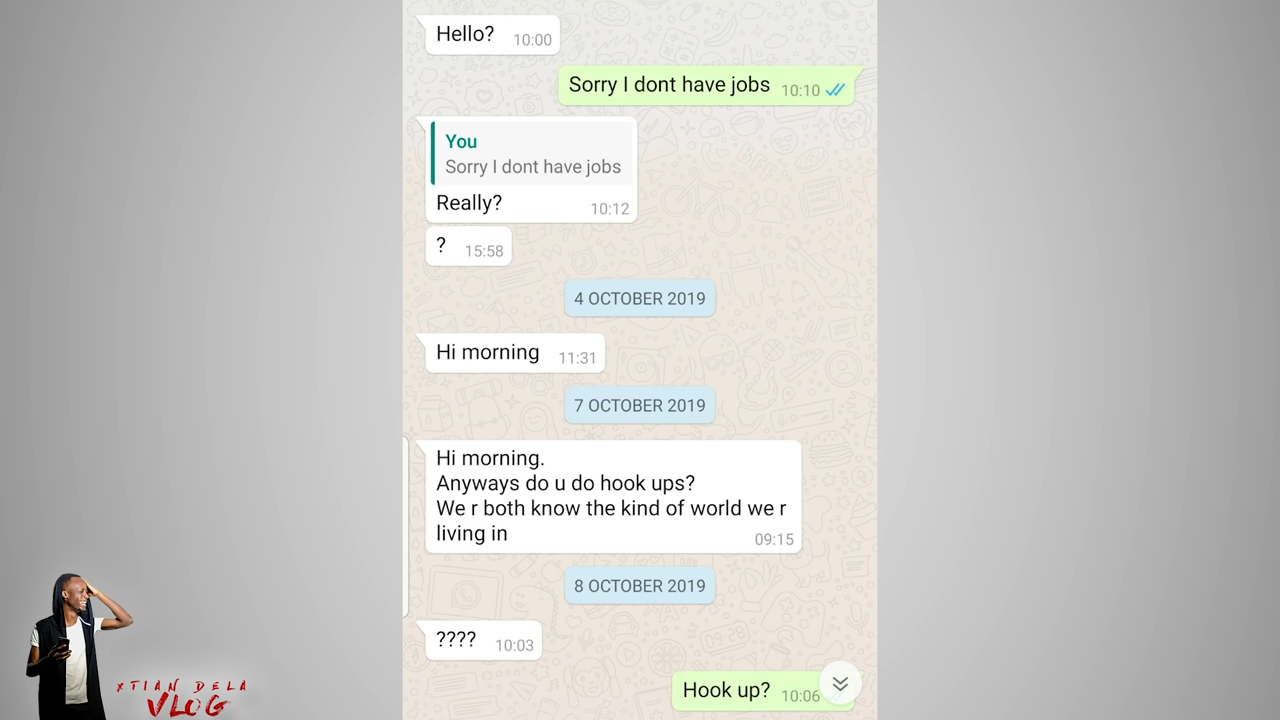 Hello? 10:00
Sorry I dont have jobs 10:10
You
Sorry I dont have jobs
Really? 10:12
? 15:58
4 OCTOBER 2019
Hi morning 11:31
7 OCTOBER 2019
Hi morning.
Anyways do u do hook ups?
We r both know the kind of world we r
living in 09:15
8 OCTOBER 2019
???? 10:03
Hook up? 10:06
XTIAN DELA
VLOG